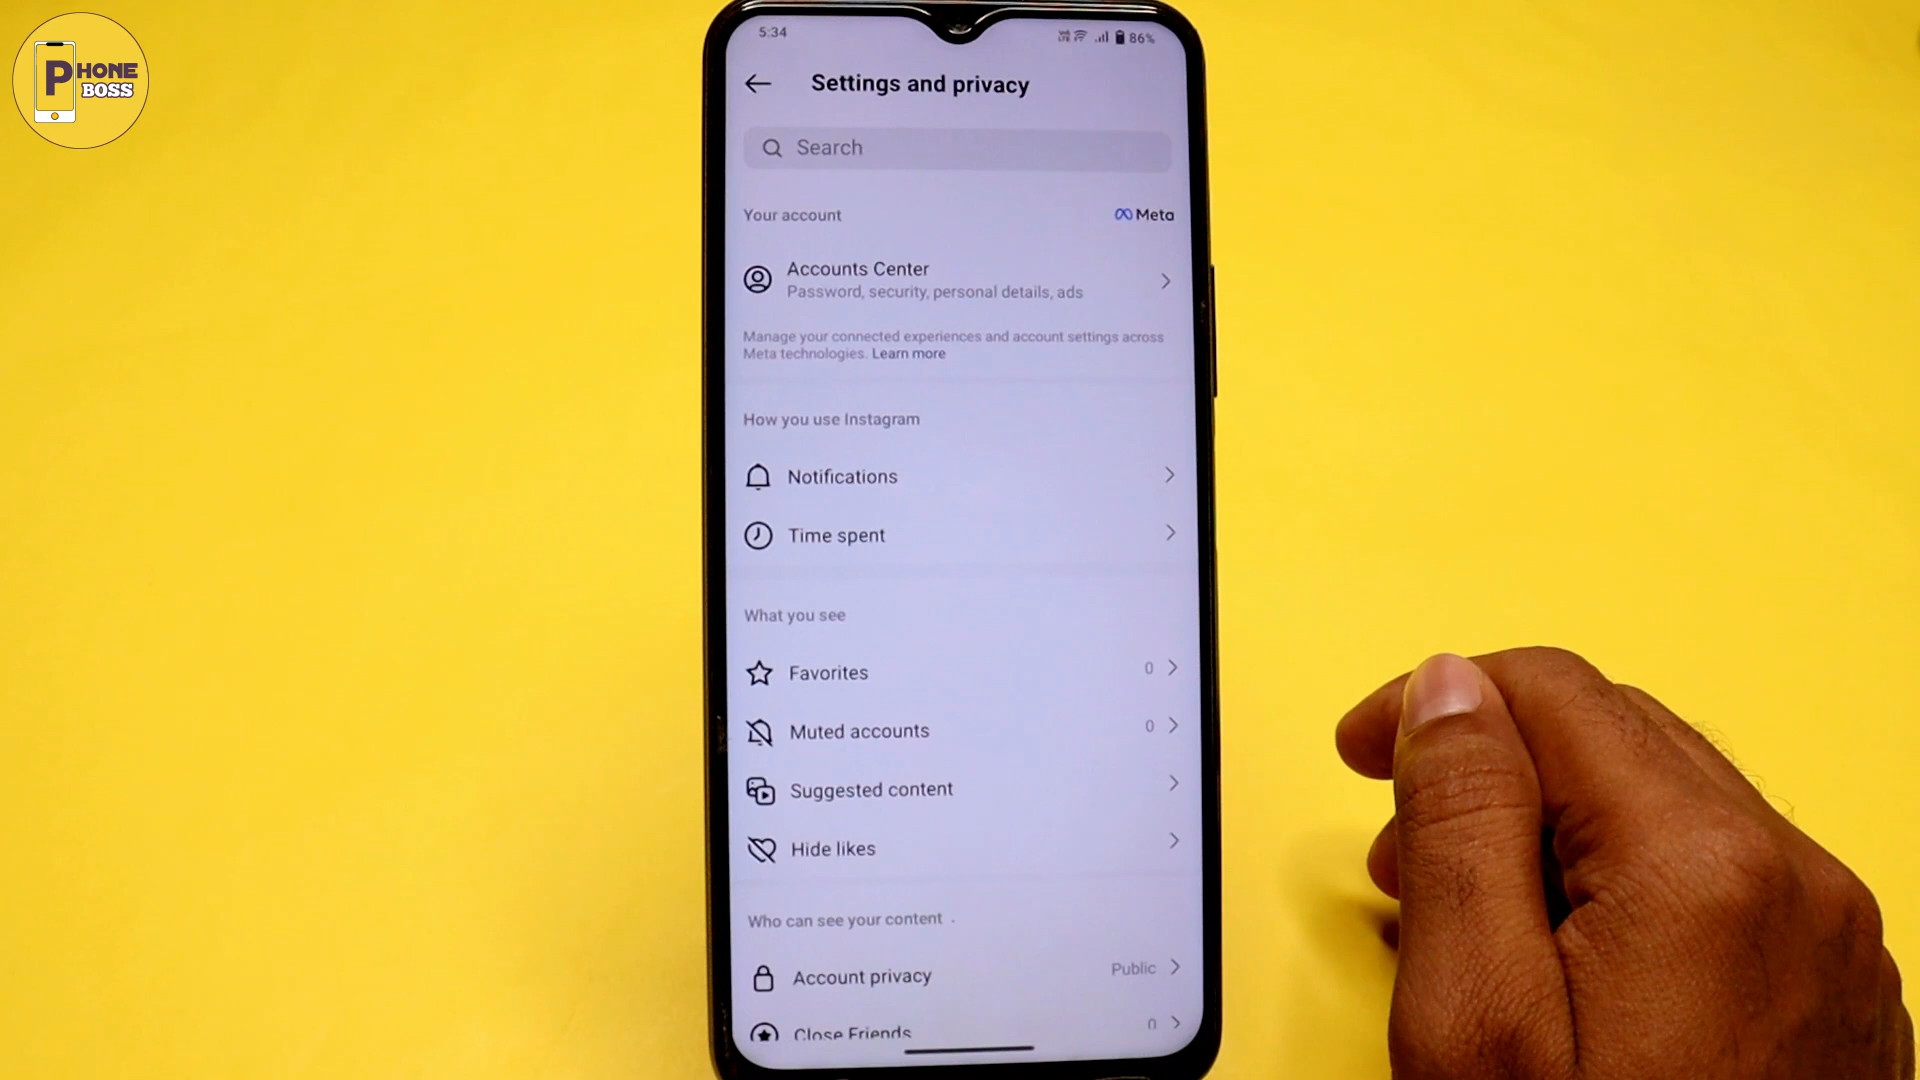 PHONE
BOSS
5:34
86%
Settings and privacy
Search
Your account
Meta
Accounts Center
Password, security, personal details, ads
Manage your connected experiences and account settings across
Meta technologies. Learn more
How you use Instagram
Notifications
Time spent
What you see
Favorites 0
Muted accounts 0
Suggested content
Hide likes
Who can see your content
Account privacy Public
Close Friends 0